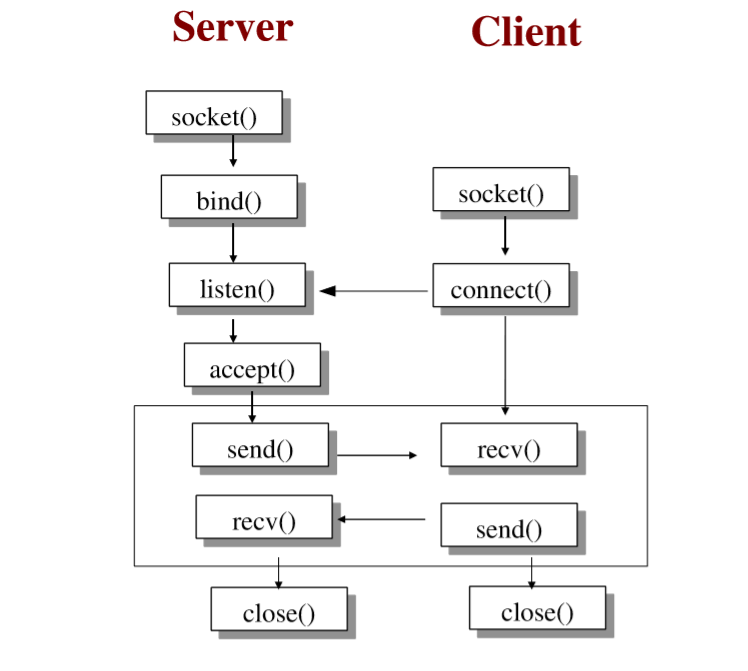 Server
Client
socket()
bind()
socket()
listen()
connect()
accept()
send()
recv()
recv()
send()
close()
close()